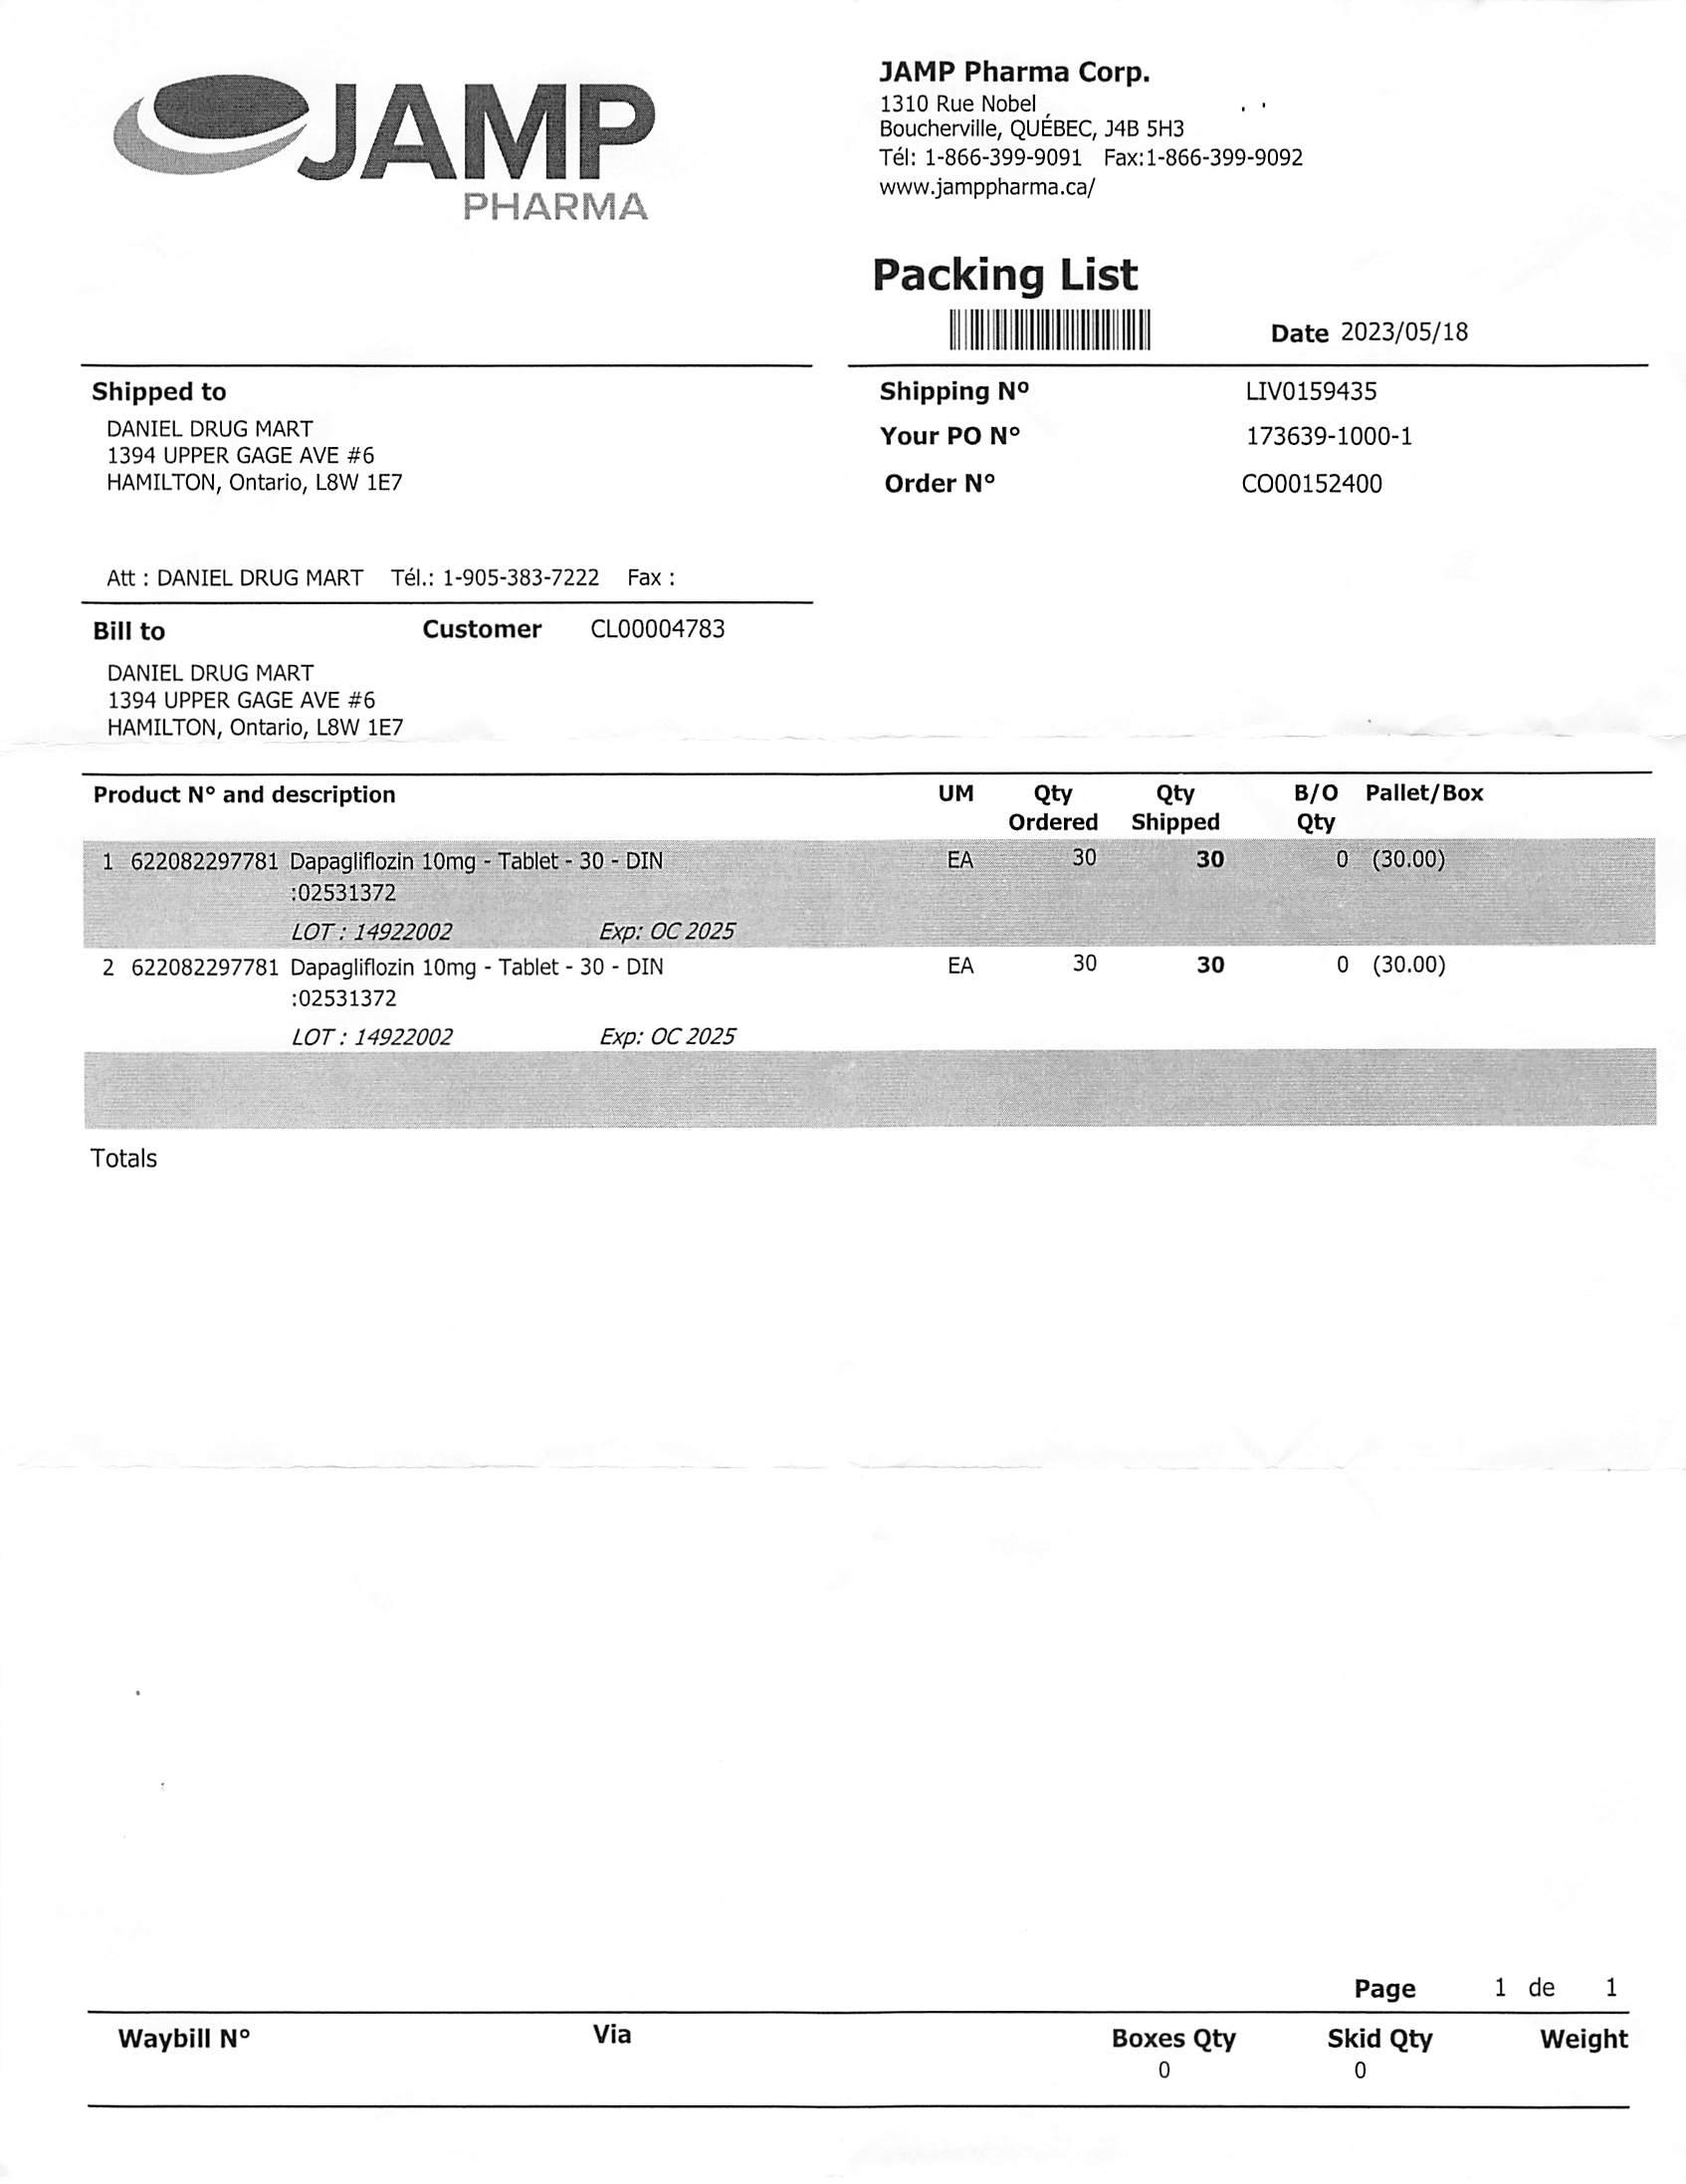 JAMP
PHARMA
JAMP Pharma Corp.
1310 Rue Nobel
Boucherville, QUÉBEC, J4B 5H3
Tél: 1-866-399-9091 Fax:1-866-399-9092
www.jamppharma.ca/
Packing List
Date 2023/05/18
Shipped to
DANIEL DRUG MART
1394 UPPER GAGE AVE #6
HAMILTON, Ontario, L8W 1E7
Att : DANIEL DRUG MART Tél.: 1-905-383-7222 Fax :
Shipping Nº LIV0159435
Your PO N° 173639-1000-1
Order N° CO00152400
Bill to Customer CL00004783
DANIEL DRUG MART
1394 UPPER GAGE AVE #6
HAMILTON, Ontario, L8W 1E7
Product N° and description UM Qty Ordered Qty Shipped B/O Qty Pallet/Box
1 622082297781 Dapagliflozin 10mg - Tablet - 30 - DIN EA 30 30 0 (30.00)
:02531372
LOT : 14922002 Exp: OC 2025
2 622082297781 Dapagliflozin 10mg - Tablet - 30 - DIN EA 30 30 0 (30.00)
:02531372
LOT : 14922002 Exp: OC 2025
Totals
Page 1 de 1
Waybill N° Via Boxes Qty Skid Qty Weight
0 0